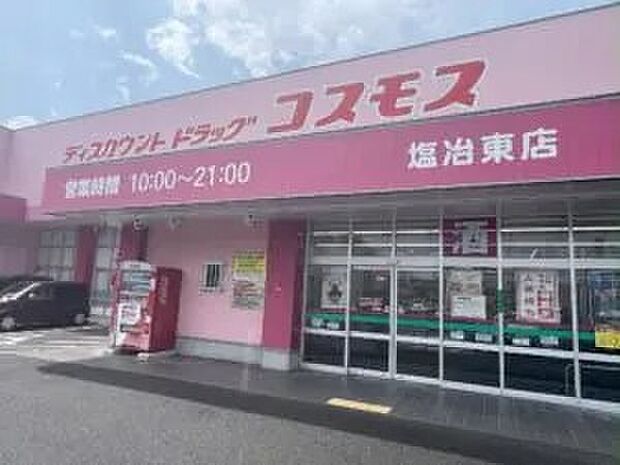 ディスカウント ドラッグ コスモス
営業時間 10:00～21:00 塩冶東店
酒